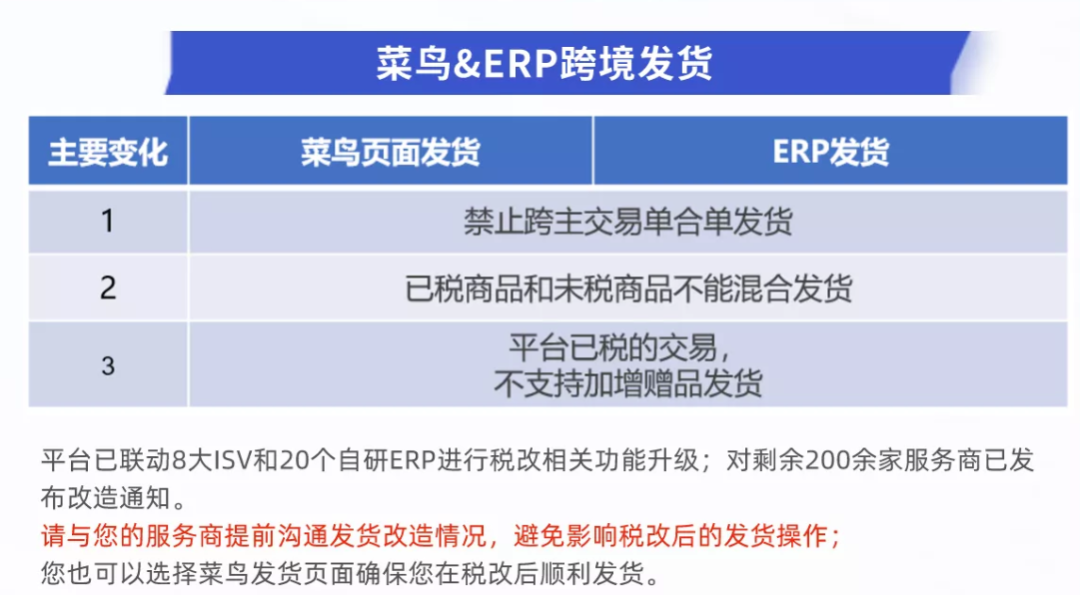 菜鸟&ERP跨境发货
主要变化 菜鸟页面发货 ERP发货
1 禁止跨主交易单合单发货
2 已税商品和未税商品不能混合发货
3 平台已税的交易，
不支持加增赠品发货
平台已联动8大ISV和20个自研ERP进行税改相关功能升级；对剩余200余家服务商已发
布改造通知。
请与您的服务商提前沟通发货改造情况，避免影响税改后的发货操作；
您也可以选择菜鸟发货页面确保您在税改后顺利发货。